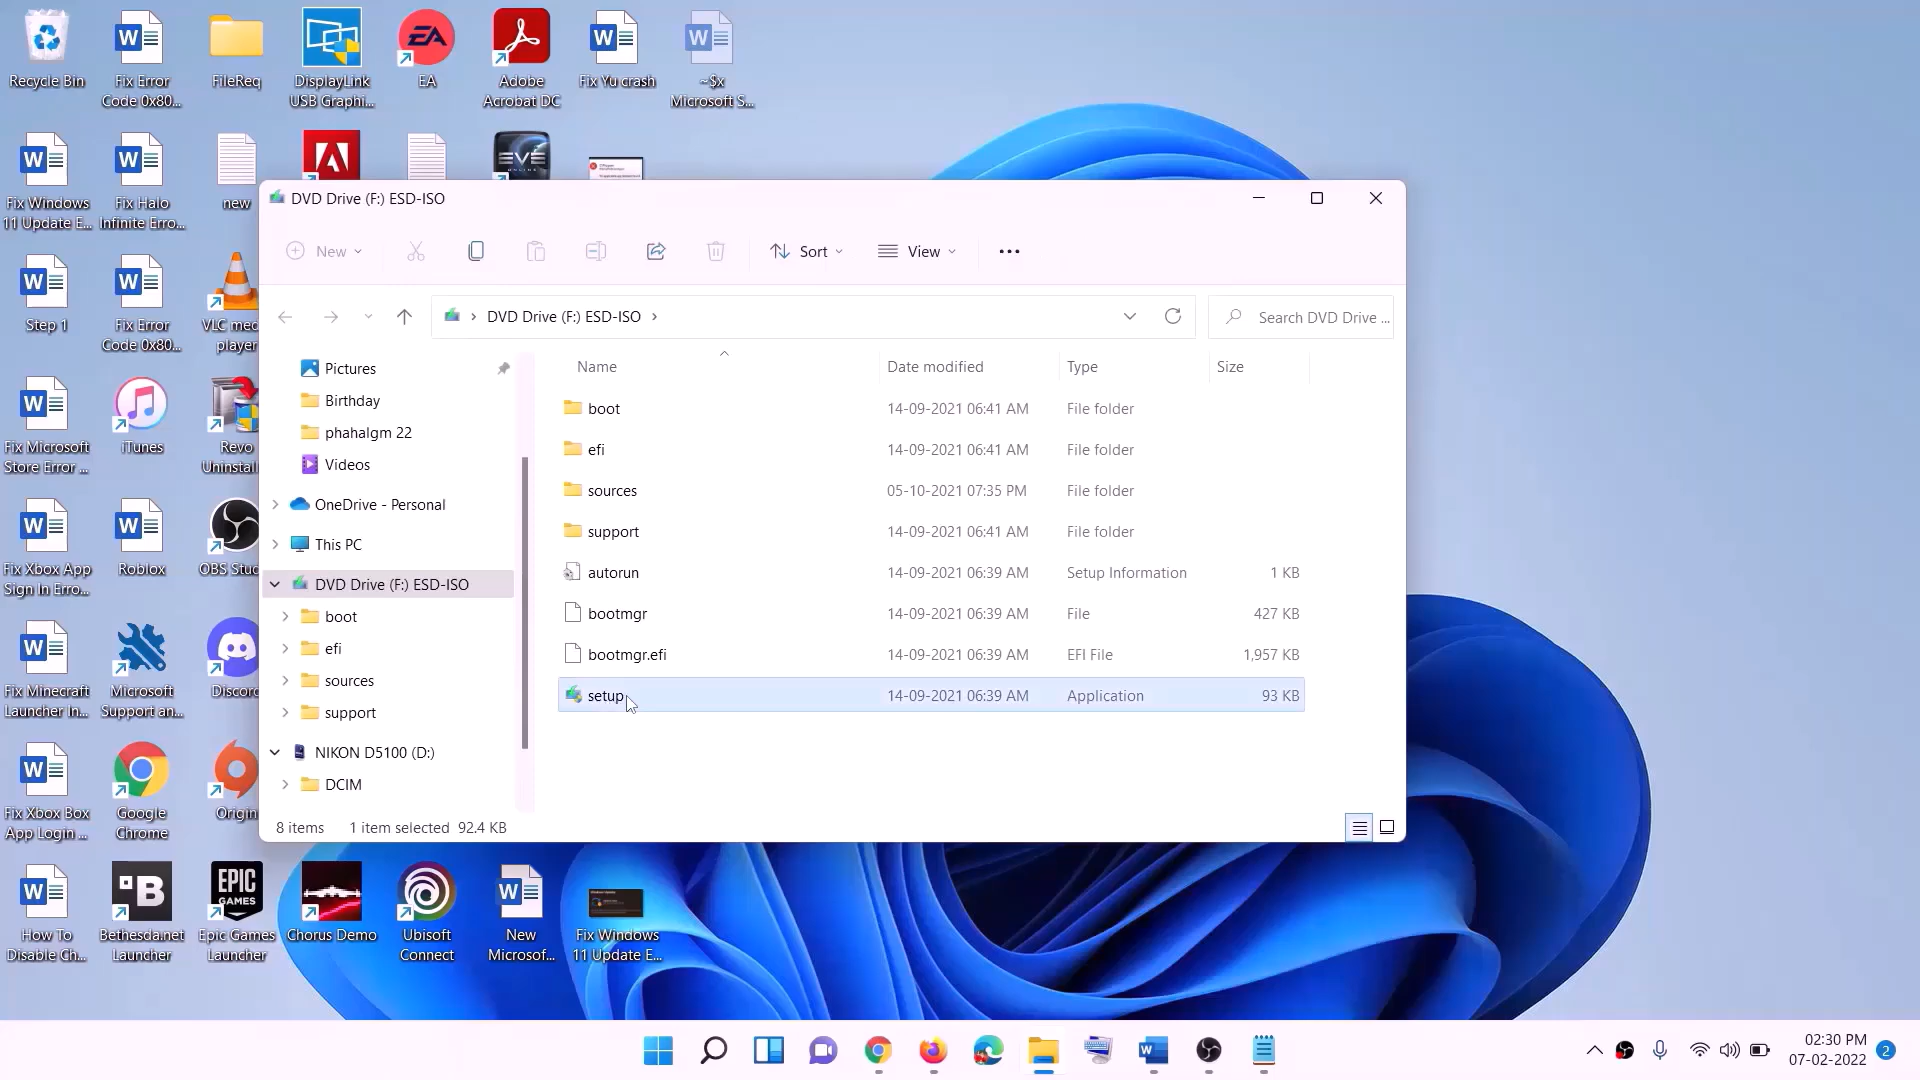 Recycle Bin
Fix Error
Code 0x80...
FileReq
DisplayLink
USB Graphi...
EA
Adobe
Acrobat DC
Fix Yu crash
~$x
Microsoft S...
Fix Windows
11 Update E...
Fix Halo
Infinite Erro...
new
EVE
ONLINE
Step 1
Fix Error
Code 0x80...
VLC med
player
Fix Microsoft
Store Error ...
iTunes
Revo
Uninstall
Fix Xbox App
Sign In Erro...
Roblox
OBS Stud
Fix Minecraft
Launcher In...
Microsoft
Support an...
Discord
Fix Xbox Box
App Login ...
Google
Chrome
Origin
How To
Disable Ch...
Bethesda.net
Launcher
EPIC
GAMES
Epic Games
Launcher
Chorus Demo
Ubisoft
Connect
New
Microsof...
Fix Windows
11 Update E...
DVD Drive (F:) ESD-ISO
New
Sort
View
DVD Drive (F:) ESD-ISO
Search DVD Drive ...
Pictures
Birthday
phahalgm 22
Videos
OneDrive - Personal
This PC
DVD Drive (F:) ESD-ISO
boot
efi
sources
support
NIKON D5100 (D:)
DCIM
Name Date modified Type Size
boot 14-09-2021 06:41 AM File folder
efi 14-09-2021 06:41 AM File folder
sources 05-10-2021 07:35 PM File folder
support 14-09-2021 06:41 AM File folder
autorun 14-09-2021 06:39 AM Setup Information 1 KB
bootmgr 14-09-2021 06:39 AM File 427 KB
bootmgr.efi 14-09-2021 06:39 AM EFI File 1,957 KB
setup 14-09-2021 06:39 AM Application 93 KB
8 items 1 item selected 92.4 KB
02:30 PM
07-02-2022
2